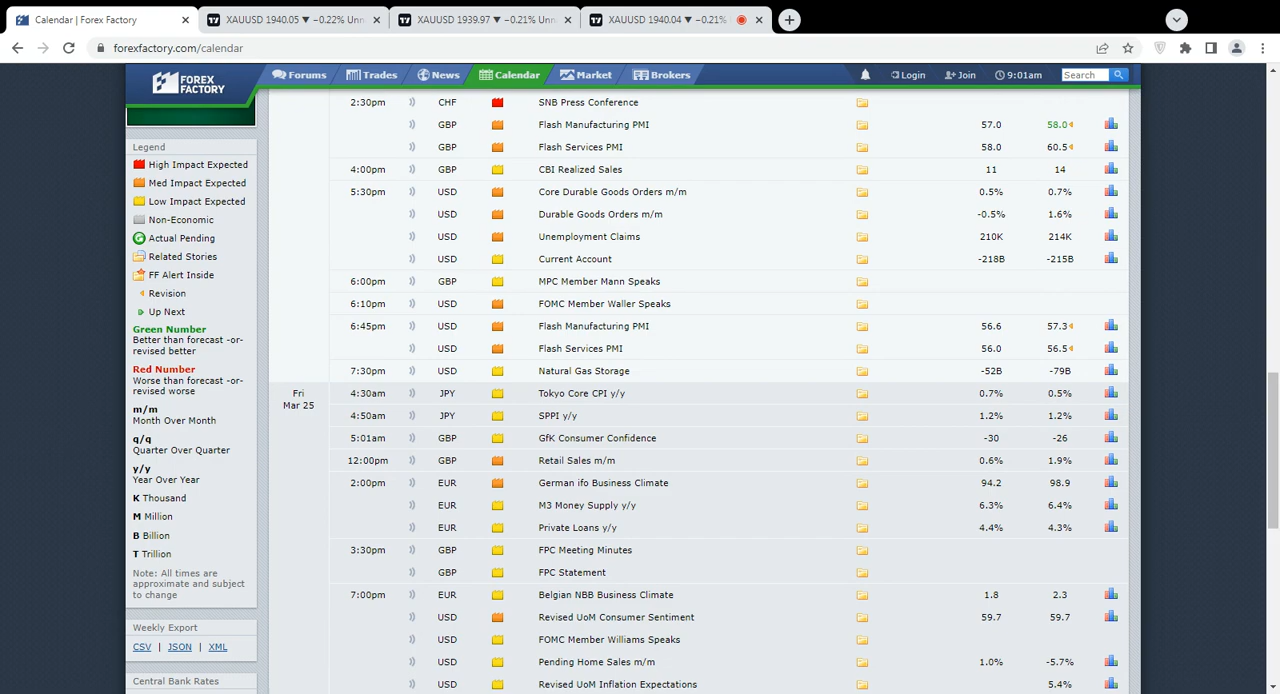 Calendar | Forex Factory
XAUUSD 1940.05 ▼ −0.22% Unn
XAUUSD 1939.97 ▼ −0.21% Unn
XAUUSD 1940.04 ▼ −0.21%
forexfactory.com/calendar
FOREX FACTORY
Forums
Trades
News
Calendar
Market
Brokers
Login
Join
9:01am
Search
Legend
High Impact Expected
Med Impact Expected
Low Impact Expected
Non-Economic
Actual Pending
Related Stories
FF Alert Inside
Revision
Up Next
Green Number
Better than forecast -or-
revised better
Red Number
Worse than forecast -or-
revised worse
m/m
Month Over Month
q/q
Quarter Over Quarter
y/y
Year Over Year
K Thousand
M Million
B Billion
T Trillion
Note: All times are
approximate and subject
to change
Weekly Export
CSV | JSON | XML
Central Bank Rates
2:30pm CHF SNB Press Conference
GBP Flash Manufacturing PMI 57.0 58.0
GBP Flash Services PMI 58.0 60.5
4:00pm GBP CBI Realized Sales 11 14
5:30pm USD Core Durable Goods Orders m/m 0.5% 0.7%
USD Durable Goods Orders m/m -0.5% 1.6%
USD Unemployment Claims 210K 214K
USD Current Account -218B -215B
6:00pm GBP MPC Member Mann Speaks
6:10pm USD FOMC Member Waller Speaks
6:45pm USD Flash Manufacturing PMI 56.6 57.3
USD Flash Services PMI 56.0 56.5
7:30pm USD Natural Gas Storage -52B -79B
Fri
Mar 25
4:30am JPY Tokyo Core CPI y/y 0.7% 0.5%
4:50am JPY SPPI y/y 1.2% 1.2%
5:01am GBP GfK Consumer Confidence -30 -26
12:00pm GBP Retail Sales m/m 0.6% 1.9%
2:00pm EUR German ifo Business Climate 94.2 98.9
EUR M3 Money Supply y/y 6.3% 6.4%
EUR Private Loans y/y 4.4% 4.3%
3:30pm GBP FPC Meeting Minutes
GBP FPC Statement
7:00pm EUR Belgian NBB Business Climate 1.8 2.3
USD Revised UoM Consumer Sentiment 59.7 59.7
USD FOMC Member Williams Speaks
USD Pending Home Sales m/m 1.0% -5.7%
USD Revised UoM Inflation Expectations 5.4%